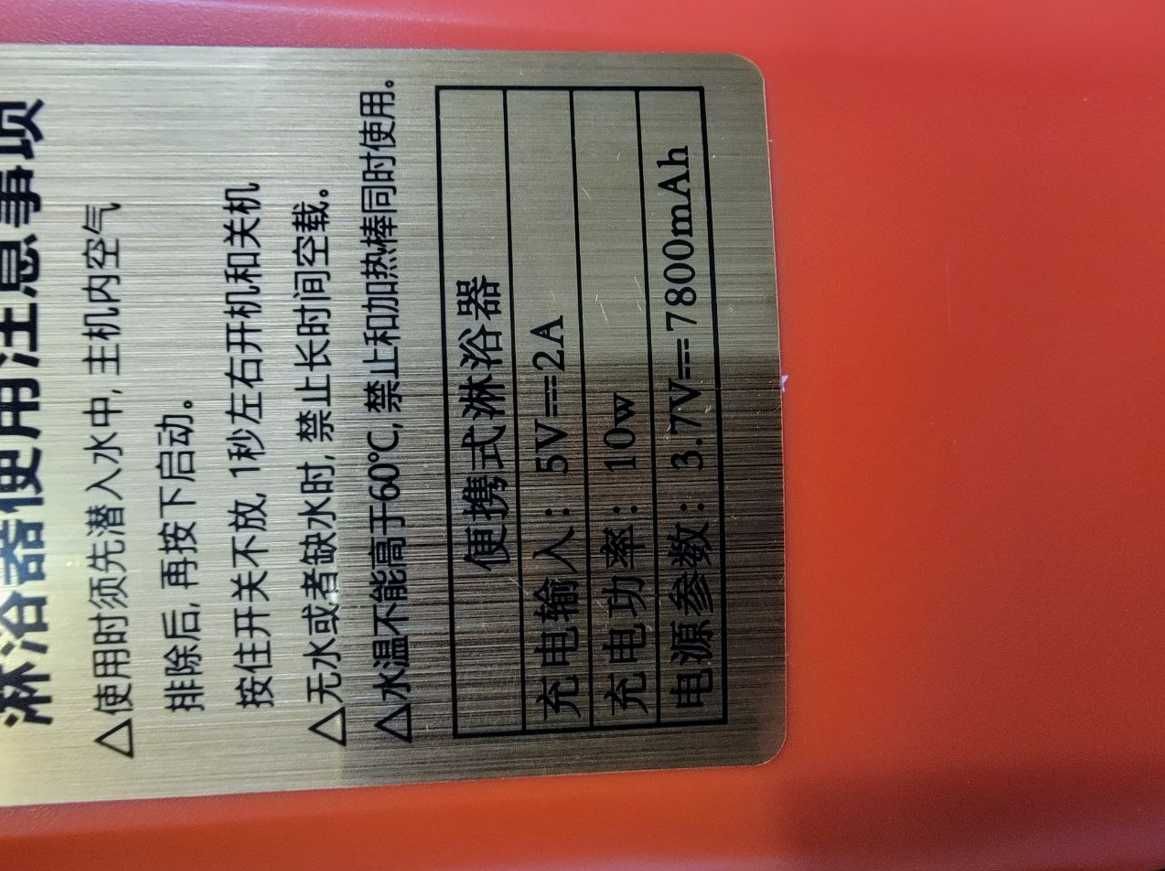 淋浴器使用注意事项
△使用时须先潜入水中,主机内空气
排除后,再按下启动。
按住开关不放,1秒左右开机和关机
△无水或者缺水时,禁止长时间空载。
△水温不能高于60℃,禁止和加热棒同时使用。
便携式淋浴器
充电输入：5V⎓2A
充电功率：10w
电源参数：3.7V⎓7800mAh